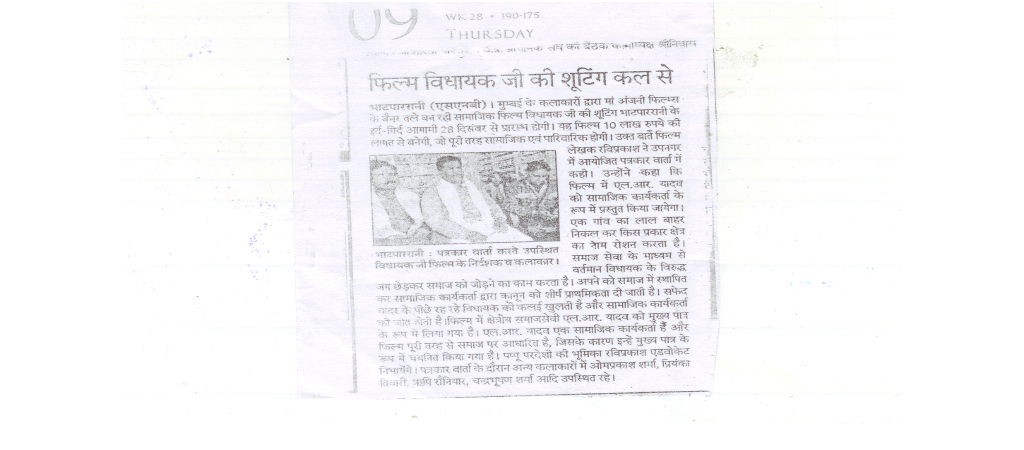 09
WK 28 • 190-175
THURSDAY
की बैठक कार्माध्यक्ष श्रीनिवास
फिल्म विधायक जी की शूटिंग कल से
भाटपाररानी (एसएनबी)। मुम्बई के कलाकारों द्वारा मां अंजनी फिल्म्स
के बैनर तले बन रही सामाजिक फिल्म विधायक जी की शूटिंग भाटपाररानी के
इर्द-गिर्द आगामी 28 दिसंबर से प्रारम्भ होगी। यह फिल्म 10 लाख रुपये की
लागत से बनेगी, जो पूरी तरह सामाजिक एवं पारिवारिक होगी। उक्त बातें फिल्म
लेखक रविप्रकाश ने उपनगर
में आयोजित पत्रकार वार्ता में
कही। उन्होंने कहा कि
फिल्म में एल.आर. यादव
को सामाजिक कार्यकर्ता के
रूप में प्रस्तुत किया जायेगा।
एक गांव का लाल बाहर
निकल कर किस प्रकार क्षेत्र
का नाम रोशन करता है।
समाज सेवा के माध्यम से
वर्तमान विधायक के विरुद्ध
भाटपाररानी : पत्रकार वार्ता करते उपस्थित
विधायक जी फिल्म के निर्देशक व कलाकार।
जंग छेड़कर समाज को जोड़ने का काम करता है। अपने को समाज में स्थापित
कर सामाजिक कार्यकर्ता द्वारा कानून को शीर्ष प्राथमिकता दी जाती है। सफेद
चादर के पीछे रह रहे विधायक की कलई खुलती है और सामाजिक कार्यकर्ता
की जीत होती है।फिल्म में क्षेत्रीय समाजसेवी एल.आर. यादव को मुख्य पात्र
के रूप में लिया गया है। एल.आर. यादव एक सामाजिक कार्यकर्ता हैं और
फिल्म पूरी तरह से समाज पर आधारित है, जिसके कारण इन्हें मुख्य पात्र के
रूप में चयनित किया गया है। पप्पू परदेशी की भूमिका रविप्रकाश एडवोकेट
निभायेंगे। पत्रकार वार्ता के दौरान अन्य कलाकारों में ओमप्रकाश शर्मा, प्रियंका
तिवारी, ऋषि रौनियार, चन्द्रभूषण शर्मा आदि उपस्थित रहे।